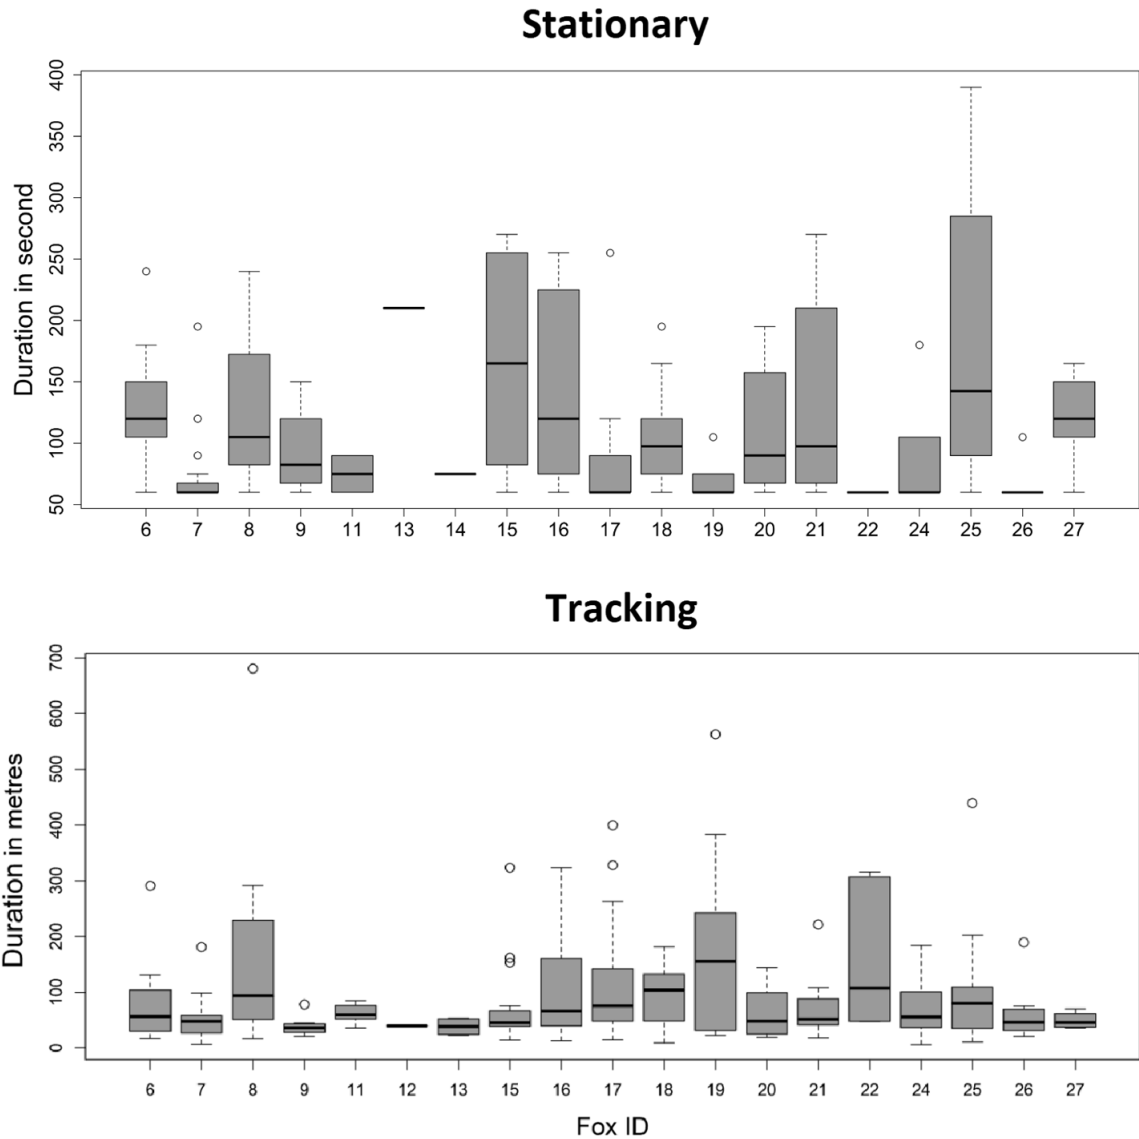 Stationary
Duration in second
400
350
300
250
200
150
100
50
6 7 8 9 11 13 14 15 16 17 18 19 20 21 22 24 25 26 27
Tracking
Duration in metres
700
600
500
400
300
200
100
0
6 7 8 9 11 12 13 15 16 17 18 19 20 21 22 24 25 26 27
Fox ID